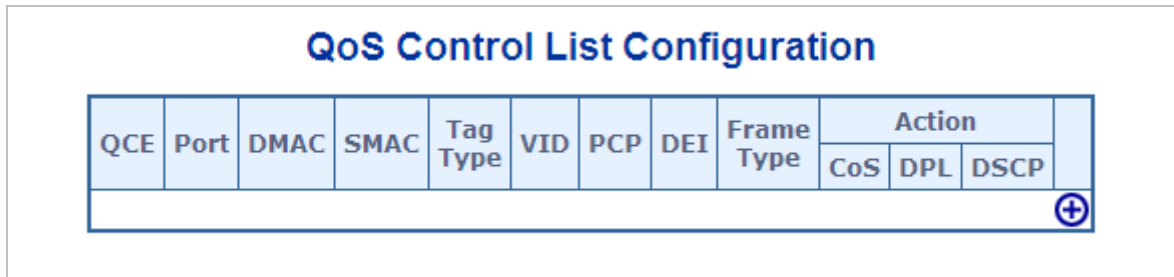 QoS Control List Configuration
QCE Port DMAC SMAC Tag Type VID PCP DEI Frame Type Action
CoS DPL DSCP